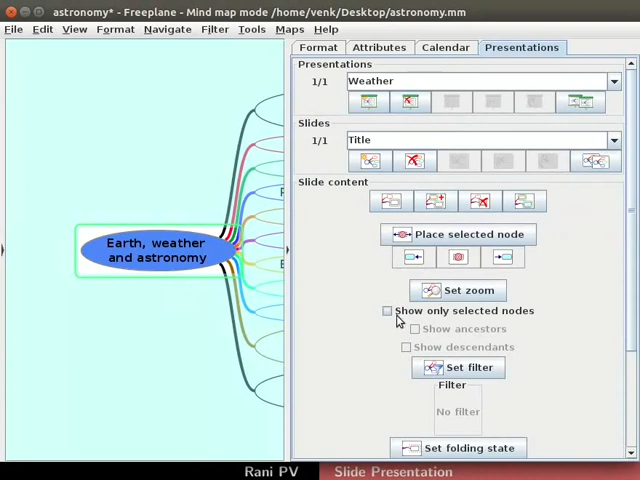 astronomy* - Freeplane - Mind map mode /home/venk/Desktop/astronomy.mm
File Edit View Format Navigate Filter Tools Maps Help
Format Attributes Calendar Presentations
Presentations
1/1 Weather
Slides
1/1 Title
Slide content
Place selected node
Set zoom
Show only selected nodes
Show ancestors
Show descendants
Set filter
Filter
No filter
Set folding state
Earth, weather
and astronomy
Rani PV Slide Presentation